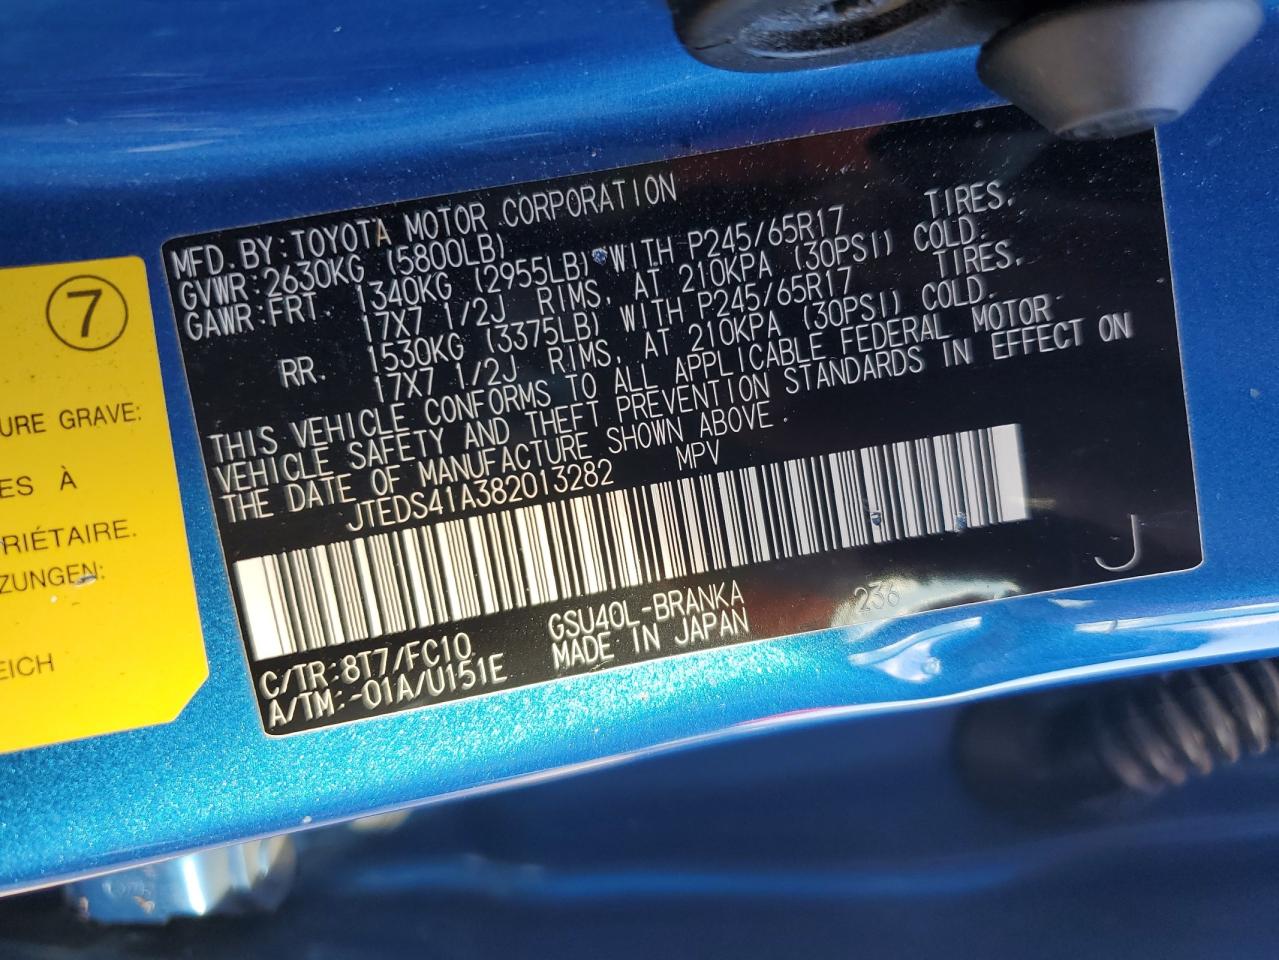 7
URE GRAVE:
ES À
PRIÉTAIRE.
ZUNGEN:
EICH
MFD. BY: TOYOTA MOTOR CORPORATION
GVWR: 2630KG (5800LB)
GAWR: FRT. 1340KG (2955LB) WITH P245/65R17 TIRES,
17X7 1/2J RIMS, AT 210KPA (30PSI) COLD.
RR. 1530KG (3375LB) WITH P245/65R17 TIRES,
17X7 1/2J RIMS, AT 210KPA (30PSI) COLD.
THIS VEHICLE CONFORMS TO ALL APPLICABLE FEDERAL MOTOR
VEHICLE SAFETY AND THEFT PREVENTION STANDARDS IN EFFECT ON
THE DATE OF MANUFACTURE SHOWN ABOVE.
JTEDS41A382013282 MPV
C/TR: 8T7/FC10 GSU40L-BRANKA 236 J
A/TM: -01A/U151E MADE IN JAPAN